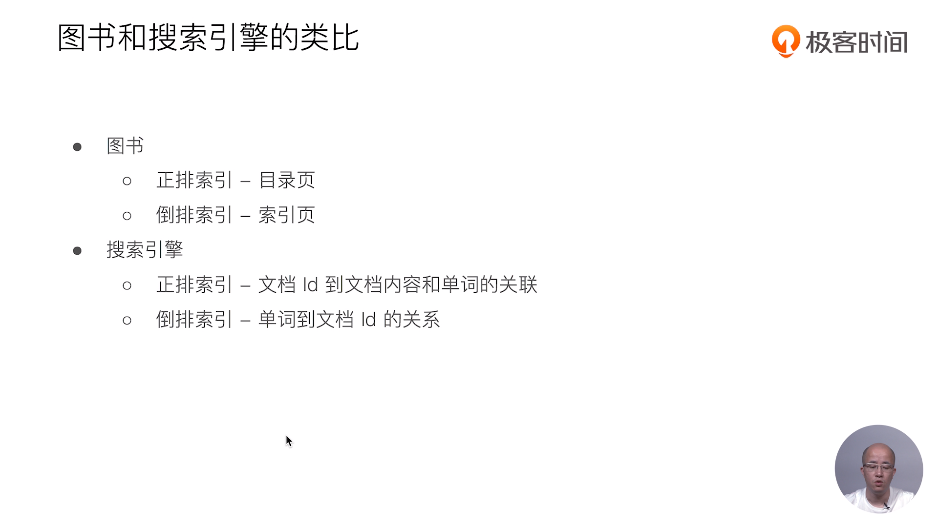 图书和搜索引擎的类比
极客时间
● 图书
○ 正排索引 – 目录页
○ 倒排索引 – 索引页
● 搜索引擎
○ 正排索引 – 文档 Id 到文档内容和单词的关联
○ 倒排索引 – 单词到文档 Id 的关系